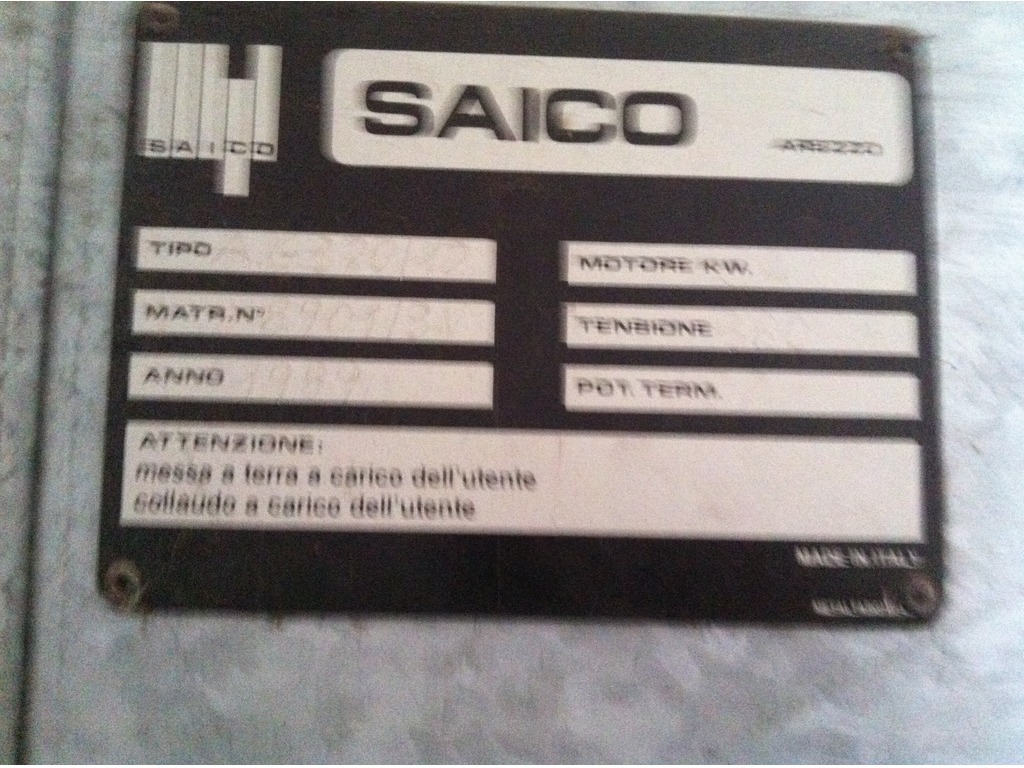 SAICO
SAICO
AREZZO
TIPO
MOTORE KW.
MATR. N°
TENSIONE
ANNO 1989
POT. TERM.
ATTENZIONE:
messa a terra a carico dell'utente
collaudo a carico dell'utente
MADE IN ITALY